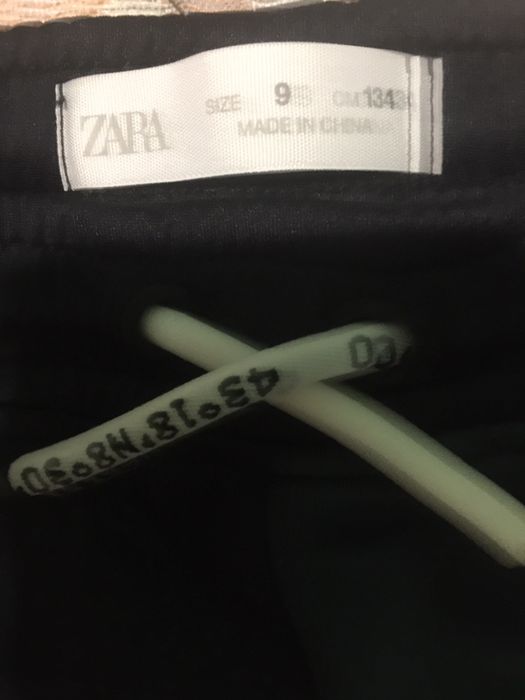 ZARA
SIZE 9 CM 134
MADE IN CHINA
43°18'N8°30